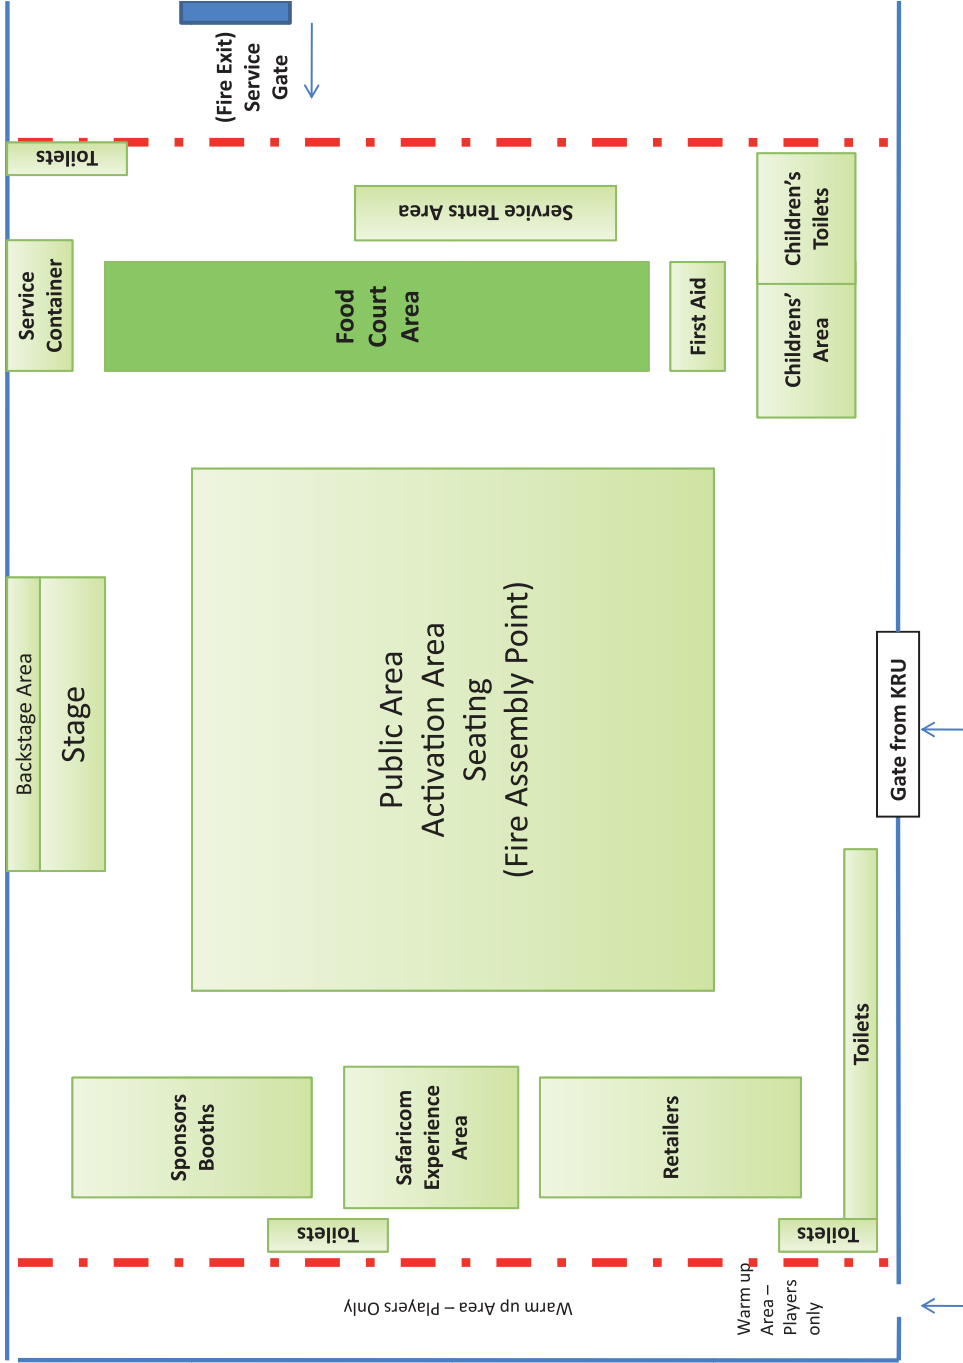 (Fire Exit)
Service
Gate
Toilets
Service Tents Area
Service
Container
Food
Court
Area
First Aid
Children’s
Toilets
Childrens’
Area
Backstage Area
Stage
Public Area
Activation Area
Seating
(Fire Assembly Point)
Gate from KRU
Toilets
Sponsors
Booths
Safaricom
Experience
Area
Retailers
Toilets
Toilets
Warm up Area – Players Only
Warm up
Area –
Players
only